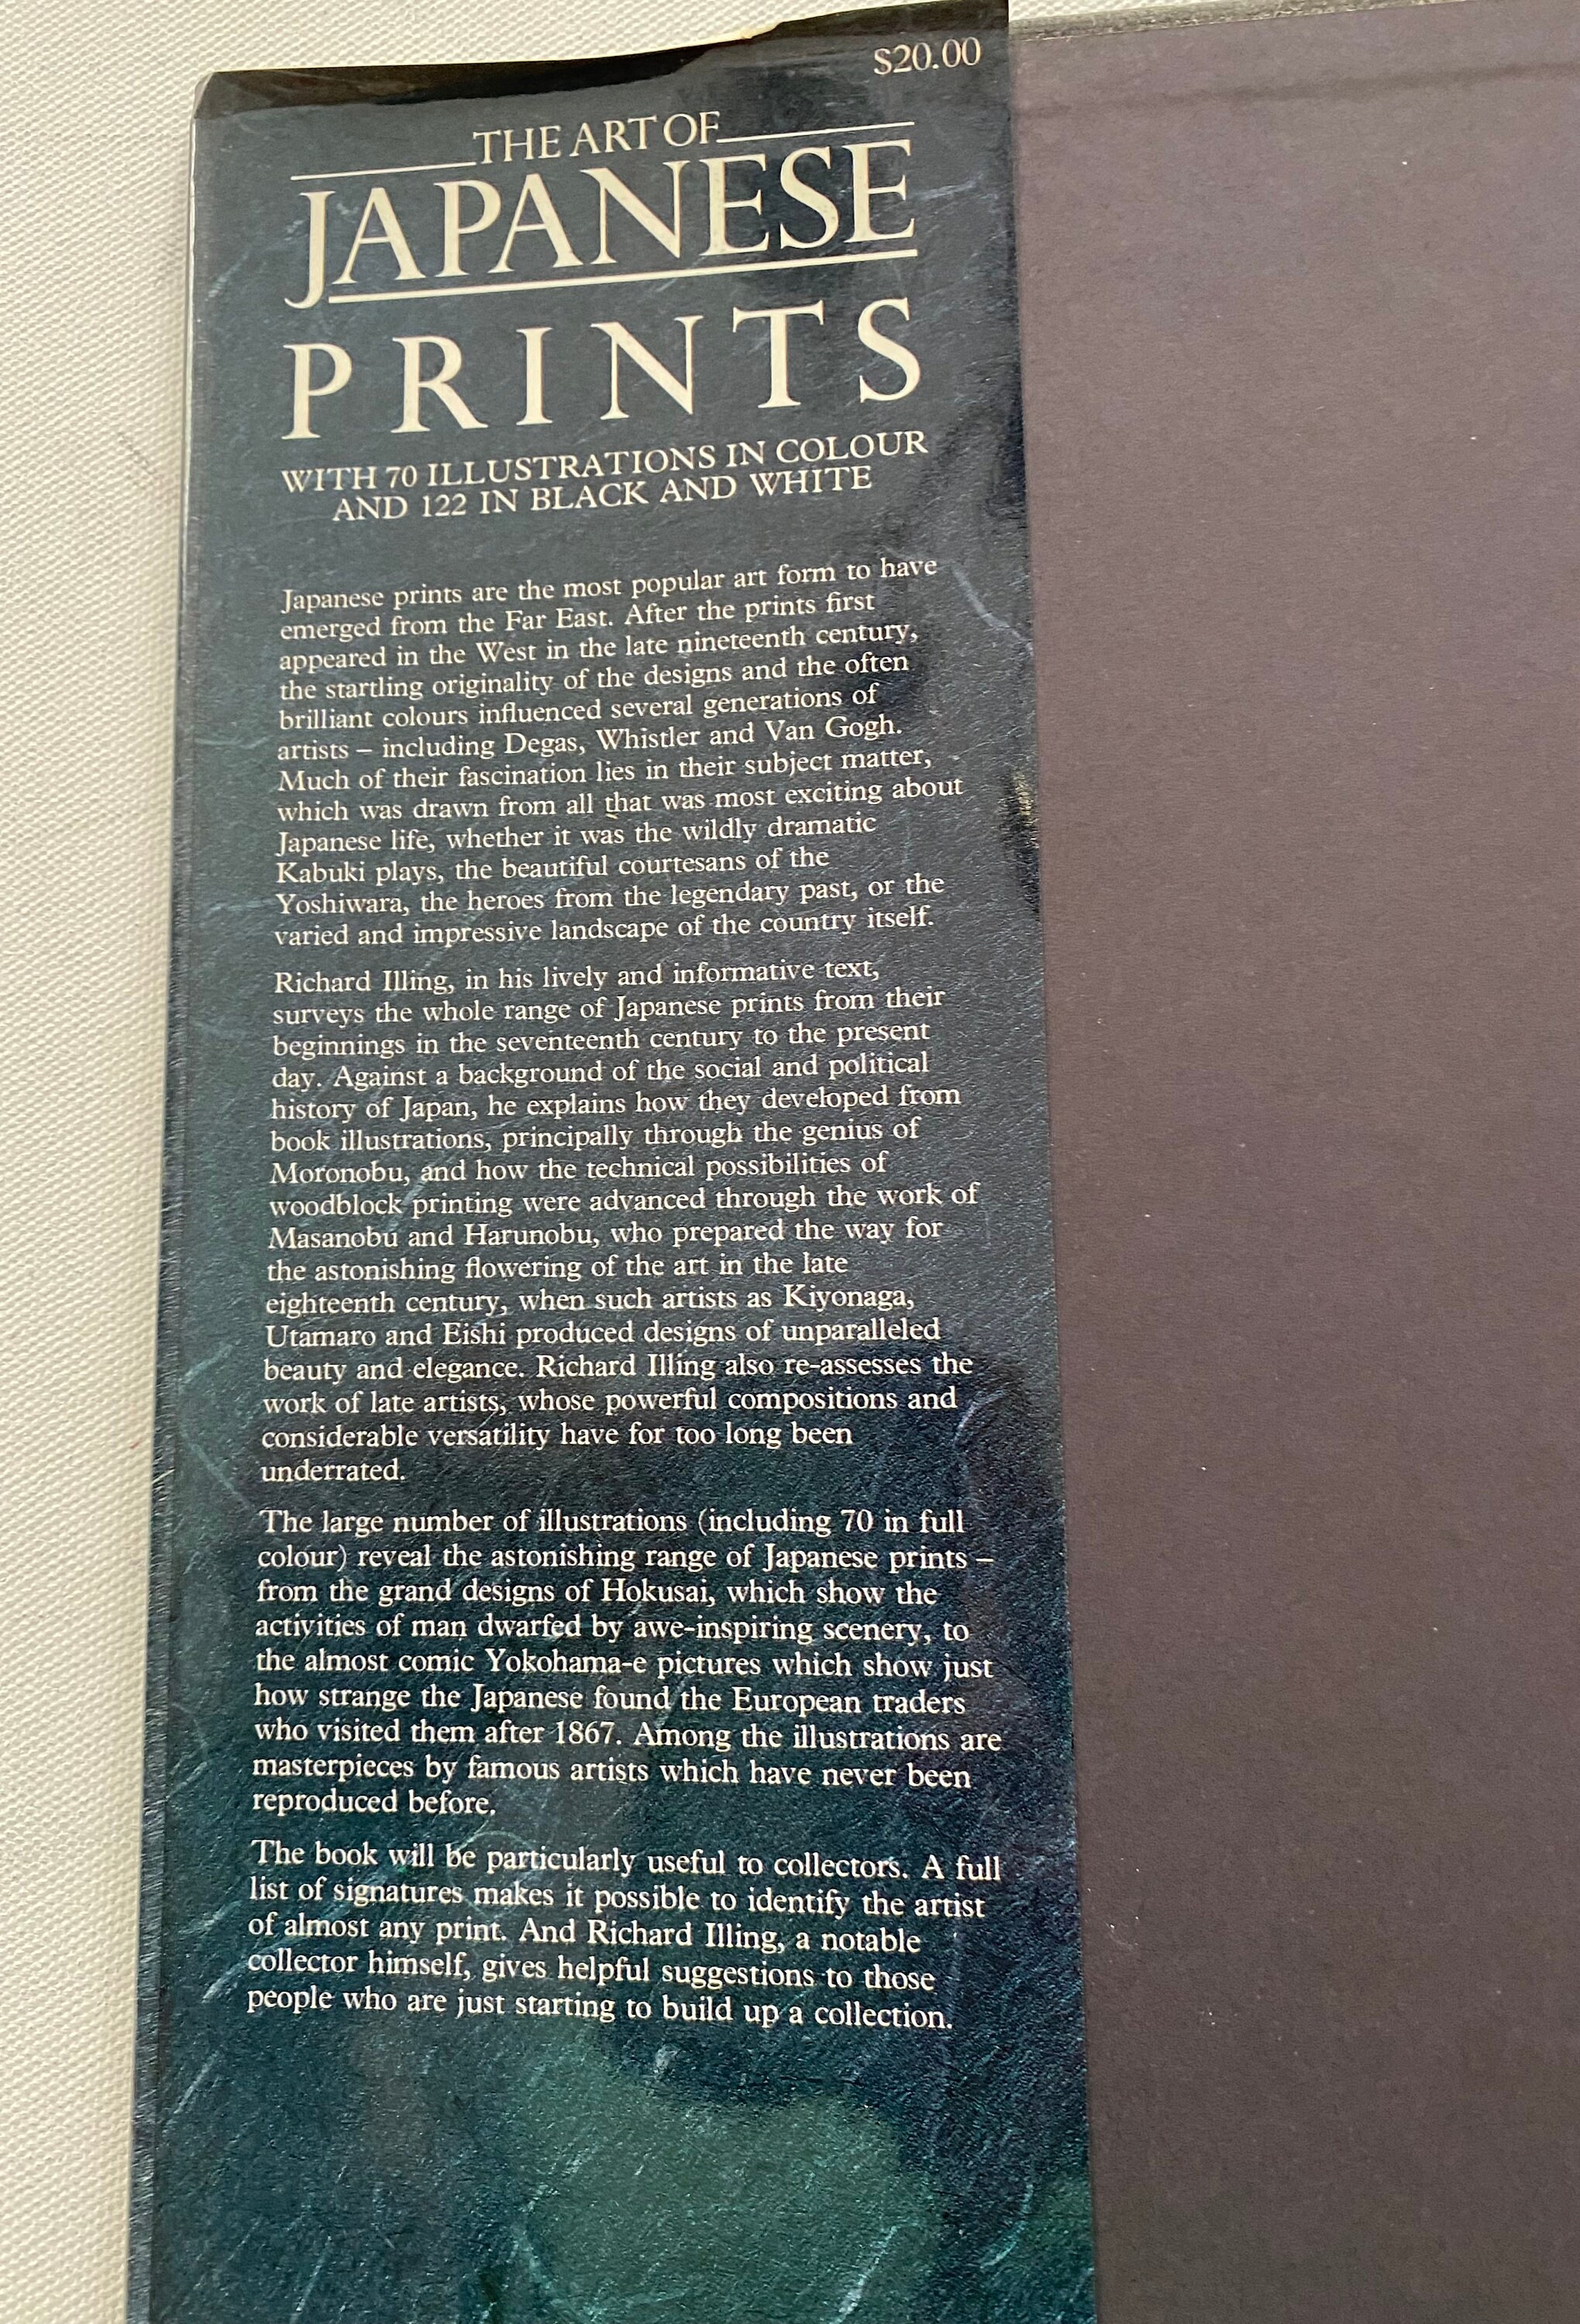 $20.00
THE ART OF
JAPANESE
PRINTS
WITH 70 ILLUSTRATIONS IN COLOUR
AND 122 IN BLACK AND WHITE
Japanese prints are the most popular art form to have
emerged from the Far East. After the prints first
appeared in the West in the late nineteenth century,
the startling originality of the designs and the often
brilliant colours influenced several generations of
artists – including Degas, Whistler and Van Gogh.
Much of their fascination lies in their subject matter,
which was drawn from all that was most exciting about
Japanese life, whether it was the wildly dramatic
Kabuki plays, the beautiful courtesans of the
Yoshiwara, the heroes from the legendary past, or the
varied and impressive landscape of the country itself.
Richard Illing, in his lively and informative text,
surveys the whole range of Japanese prints from their
beginnings in the seventeenth century to the present
day. Against a background of the social and political
history of Japan, he explains how they developed from
book illustrations, principally through the genius of
Moronobu, and how the technical possibilities of
woodblock printing were advanced through the work of
Masanobu and Harunobu, who prepared the way for
the astonishing flowering of the art in the late
eighteenth century, when such artists as Kiyonaga,
Utamaro and Eishi produced designs of unparalleled
beauty and elegance. Richard Illing also re-assesses the
work of late artists, whose powerful compositions and
considerable versatility have for too long been
underrated.
The large number of illustrations (including 70 in full
colour) reveal the astonishing range of Japanese prints –
from the grand designs of Hokusai, which show the
activities of man dwarfed by awe-inspiring scenery, to
the almost comic Yokohama-e pictures which show just
how strange the Japanese found the European traders
who visited them after 1867. Among the illustrations are
masterpieces by famous artists which have never been
reproduced before.
The book will be particularly useful to collectors. A full
list of signatures makes it possible to identify the artist
of almost any print. And Richard Illing, a notable
collector himself, gives helpful suggestions to those
people who are just starting to build up a collection.